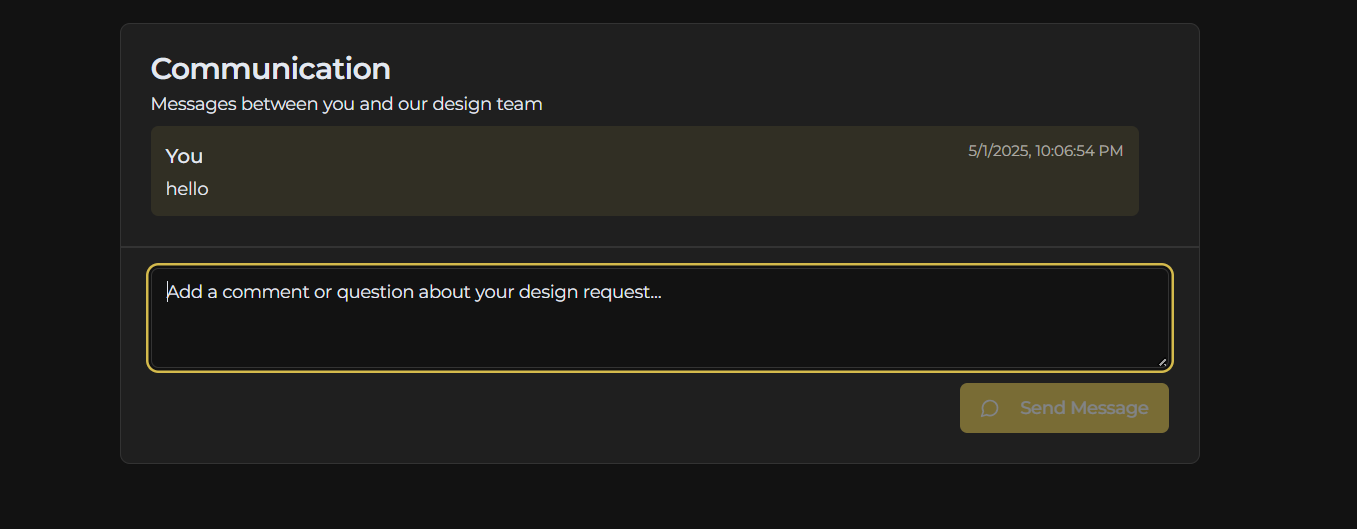 Communication
Messages between you and our design team
You
5/1/2025, 10:06:54 PM
hello
Add a comment or question about your design request...
Send Message